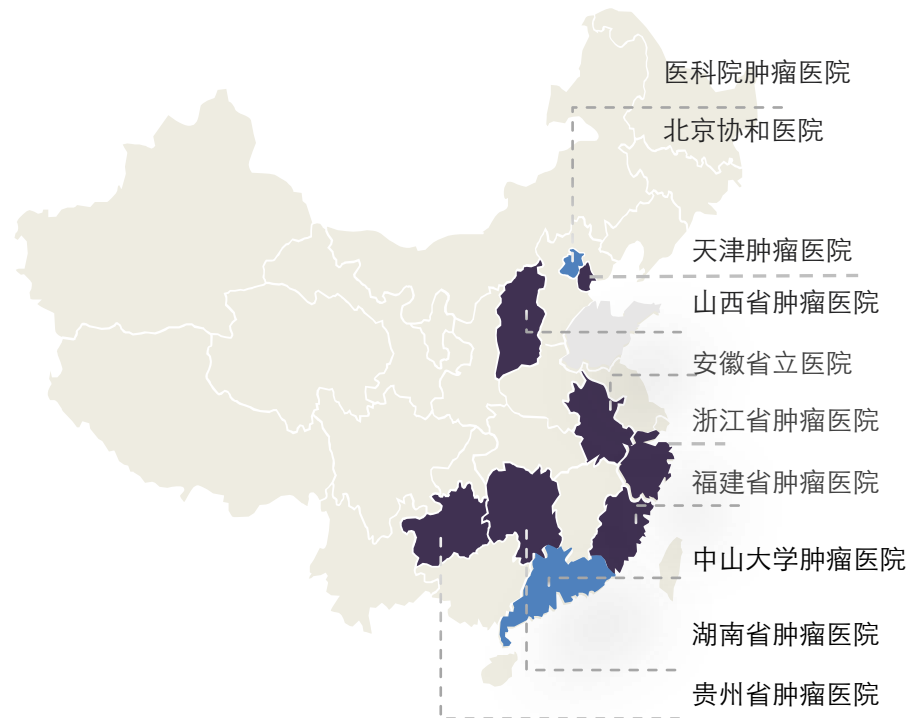 医科院肿瘤医院
北京协和医院
天津肿瘤医院
山西省肿瘤医院
安徽省立医院
浙江省肿瘤医院
福建省肿瘤医院
中山大学肿瘤医院
湖南省肿瘤医院
贵州省肿瘤医院